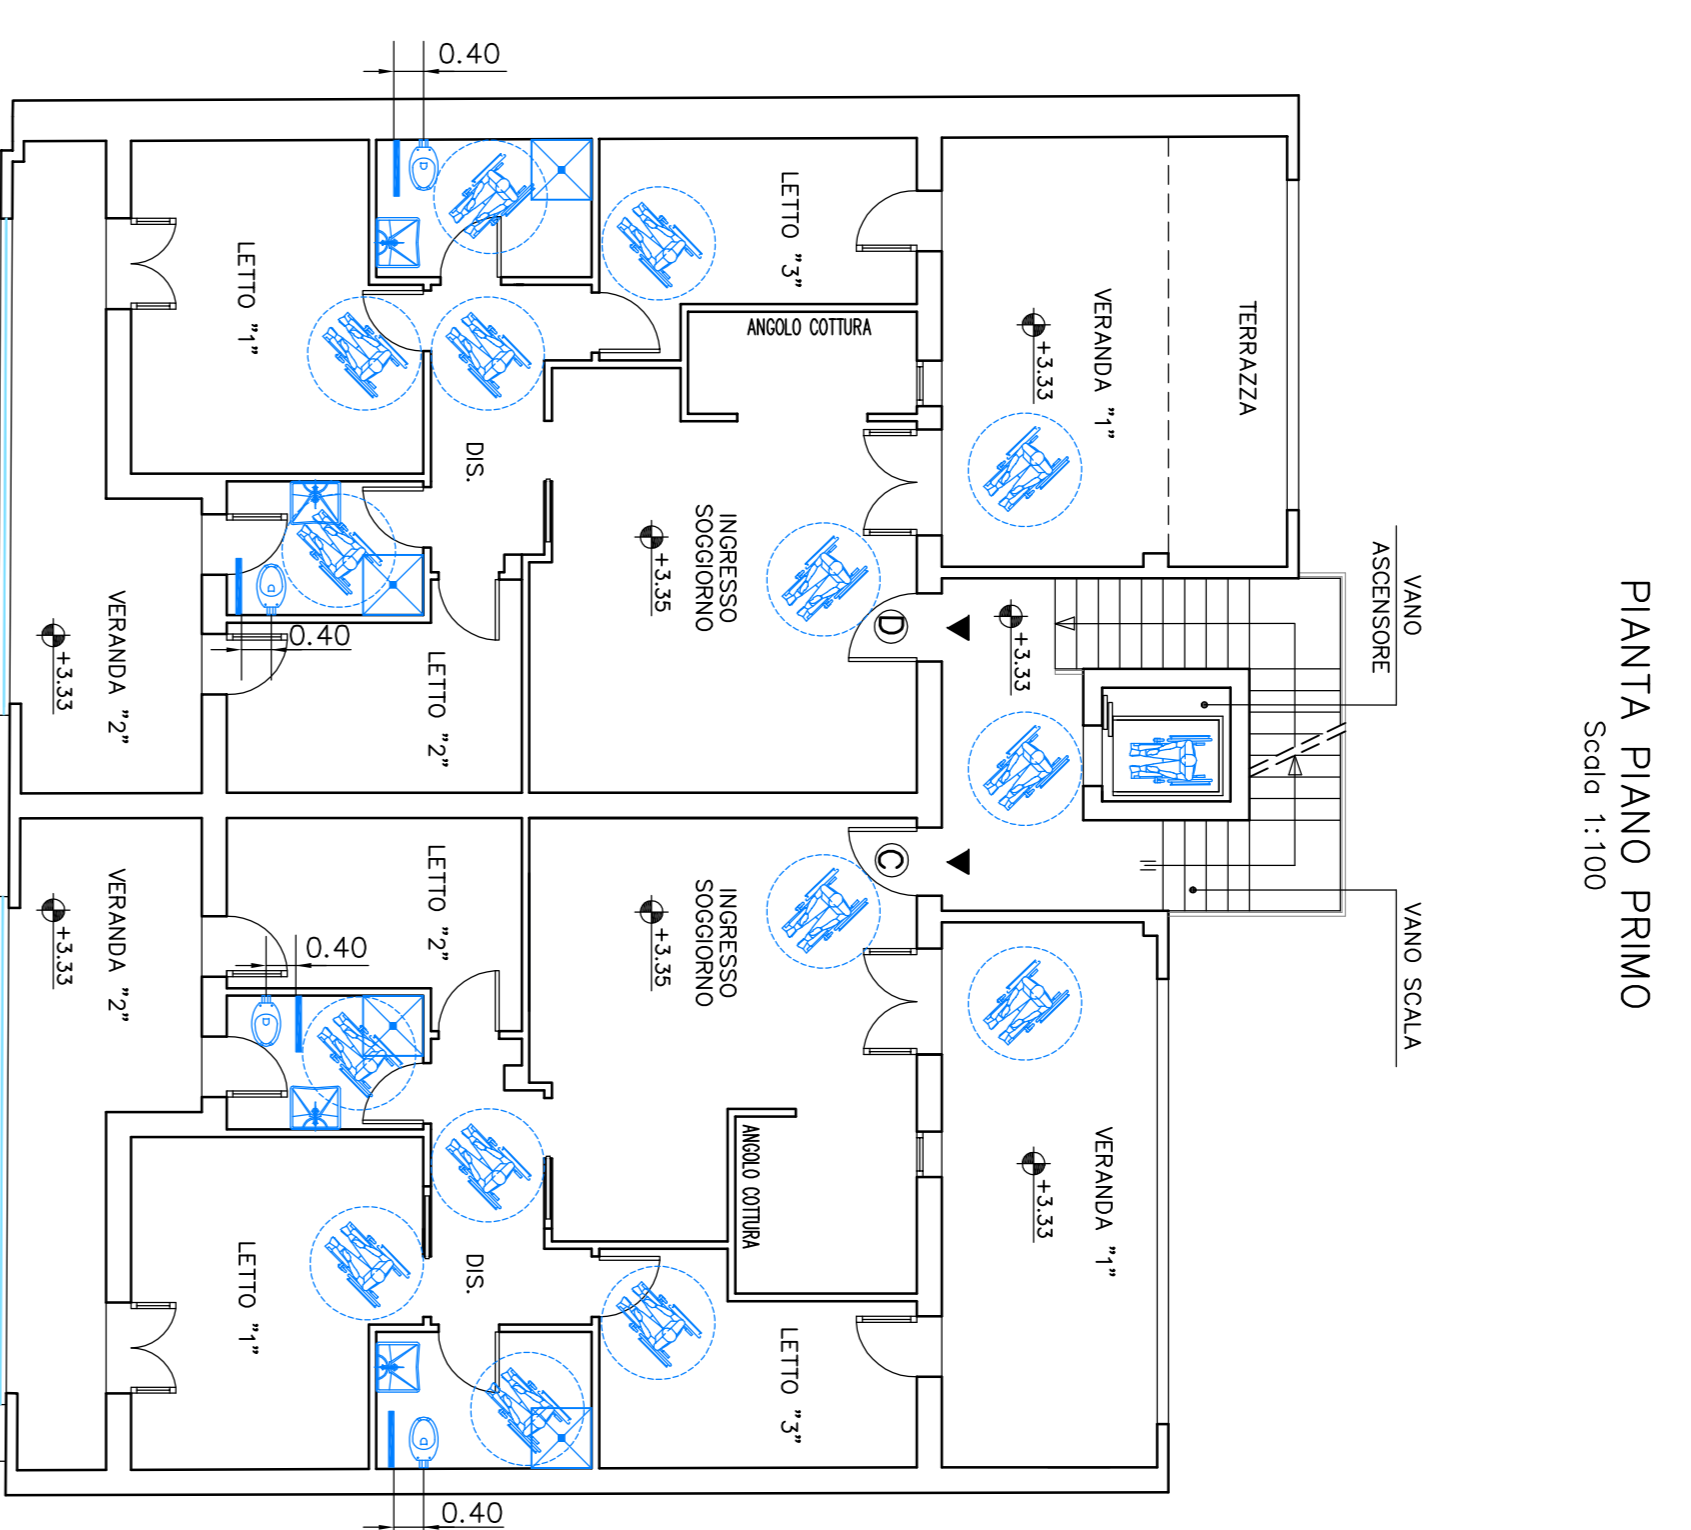 PIANTA PIANO PRIMO
Scala 1:100
VANO
ASCENSORE
VANO SCALA
TERRAZZA
VERANDA "1"
+3.33
+3.33
VERANDA "1"
+3.33
D
C
LETTO "3"
ANGOLO COTTURA
INGRESSO
SOGGIORNO
+3.35
INGRESSO
SOGGIORNO
+3.35
ANGOLO COTTURA
LETTO "3"
0.40
DIS.
LETTO "2"
LETTO "2"
DIS.
0.40
LETTO "1"
0.40
0.40
LETTO "1"
VERANDA "2"
+3.33
VERANDA "2"
+3.33